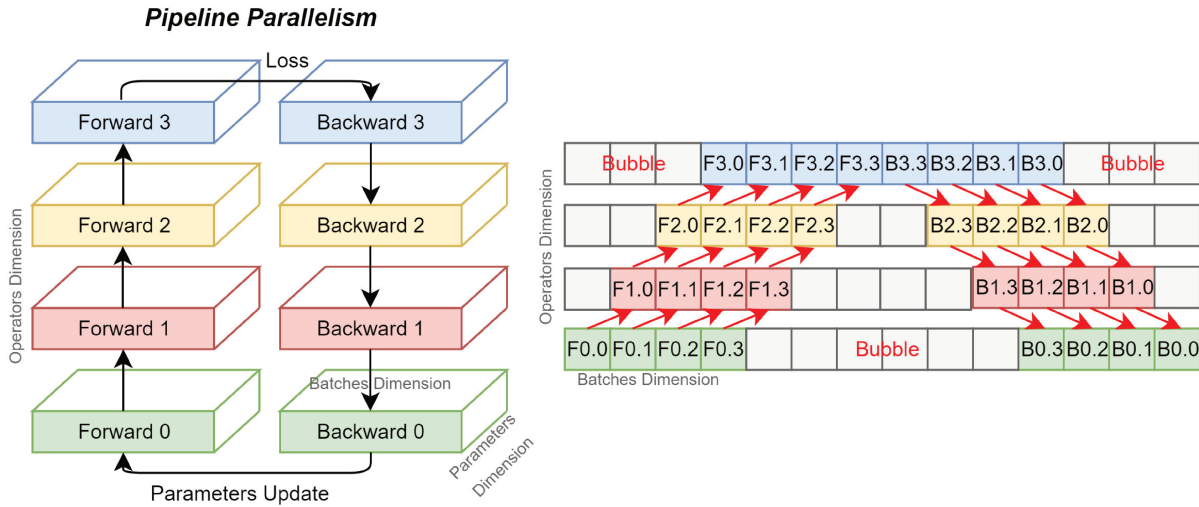 Pipeline Parallelism
Loss
Forward 3
Backward 3
Forward 2
Backward 2
Forward 1
Backward 1
Batches Dimension
Forward 0
Backward 0
Parameters Update
Operators Dimension
Parameters Dimension
Bubble F3.0 F3.1 F3.2 F3.3 B3.3 B3.2 B3.1 B3.0 Bubble
F2.0 F2.1 F2.2 F2.3 B2.3 B2.2 B2.1 B2.0
F1.0 F1.1 F1.2 F1.3 B1.3 B1.2 B1.1 B1.0
F0.0 F0.1 F0.2 F0.3 Bubble B0.3 B0.2 B0.1 B0.0
Batches Dimension
Operators Dimension